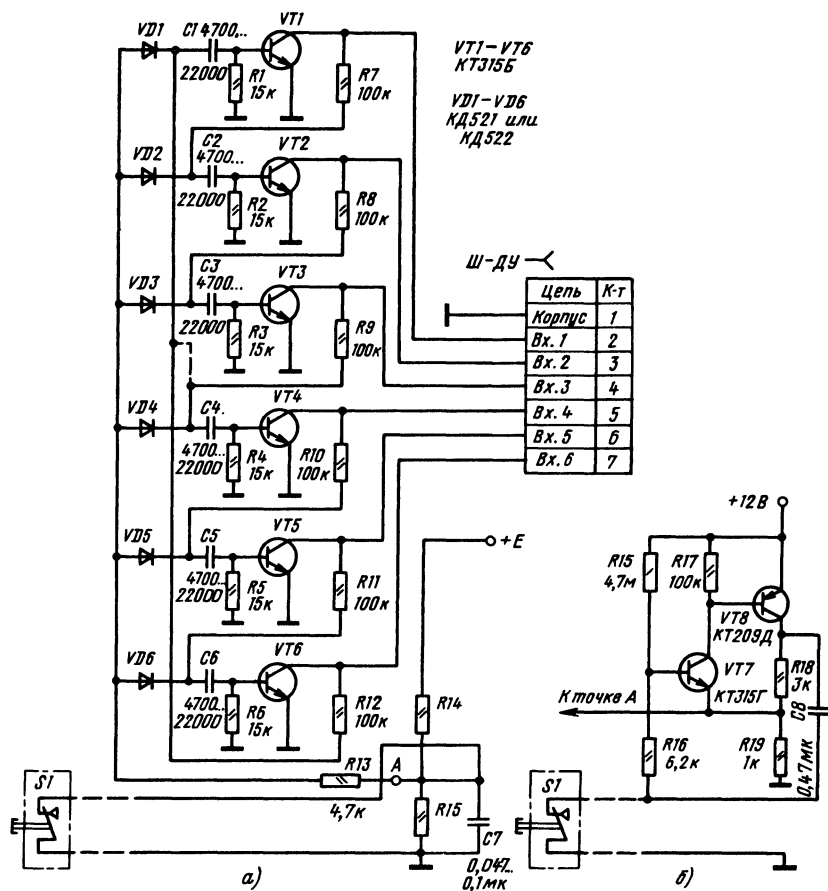 VD1
C1 4700...
22000
VT1
R1
15к
R7
100к
VT1–VT6
КТ315Б
VD1–VD6
КД521 или
КД522
VD2
C2
4700...
22000
VT2
R2
15к
R8
100к
VD3
C3
4700...
22000
VT3
R3
15к
R9
100к
Ш-ДУ
Цепь К-т
Корпус 1
Вх.1 2
Вх.2 3
Вх.3 4
Вх.4 5
Вх.5 6
Вх.6 7
VD4
C4.
4700...
22000
VT4
R4
15к
R10
100к
VD5
C5
4700...
22000
VT5
R5
15к
R11
100к
+E
VD6
C6
4700...
22000
VT6
R6
15к
R12
100к
R14
R13
4,7к
A
R15
C7
0,047...
0,1мк
S1
а)
+12В
R15
4,7м
R17
100к
VT8
КТ209Д
VT7
КТ315Г
R18
3к
C8
0,47мк
К точке А
R16
6,2к
R19
1к
S1
б)